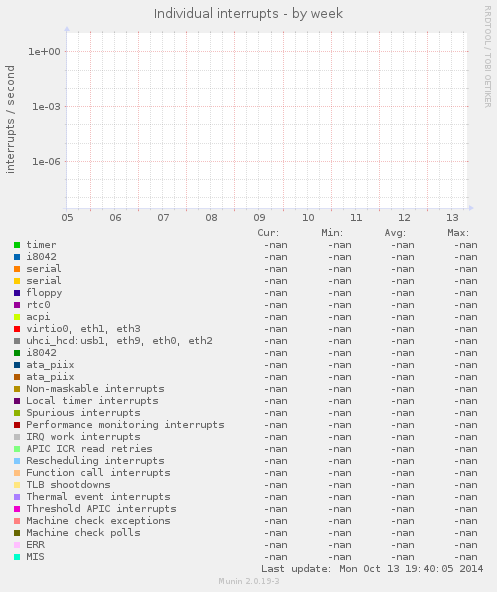 Individual interrupts - by week
RRDTOOL / TOBI OETIKER
interrupts / second
1e+00
1e-03
1e-06
05 06 07 08 09 10 11 12 13
Cur: Min: Avg: Max:
timer -nan -nan -nan -nan
i8042 -nan -nan -nan -nan
serial -nan -nan -nan -nan
serial -nan -nan -nan -nan
floppy -nan -nan -nan -nan
rtc0 -nan -nan -nan -nan
acpi -nan -nan -nan -nan
virtio0, eth1, eth3 -nan -nan -nan -nan
uhci_hcd:usb1, eth9, eth0, eth2 -nan -nan -nan -nan
i8042 -nan -nan -nan -nan
ata_piix -nan -nan -nan -nan
ata_piix -nan -nan -nan -nan
Non-maskable interrupts -nan -nan -nan -nan
Local timer interrupts -nan -nan -nan -nan
Spurious interrupts -nan -nan -nan -nan
Performance monitoring interrupts -nan -nan -nan -nan
IRQ work interrupts -nan -nan -nan -nan
APIC ICR read retries -nan -nan -nan -nan
Rescheduling interrupts -nan -nan -nan -nan
Function call interrupts -nan -nan -nan -nan
TLB shootdowns -nan -nan -nan -nan
Thermal event interrupts -nan -nan -nan -nan
Threshold APIC interrupts -nan -nan -nan -nan
Machine check exceptions -nan -nan -nan -nan
Machine check polls -nan -nan -nan -nan
ERR -nan -nan -nan -nan
MIS -nan -nan -nan -nan
Last update: Mon Oct 13 19:40:05 2014
Munin 2.0.19-3